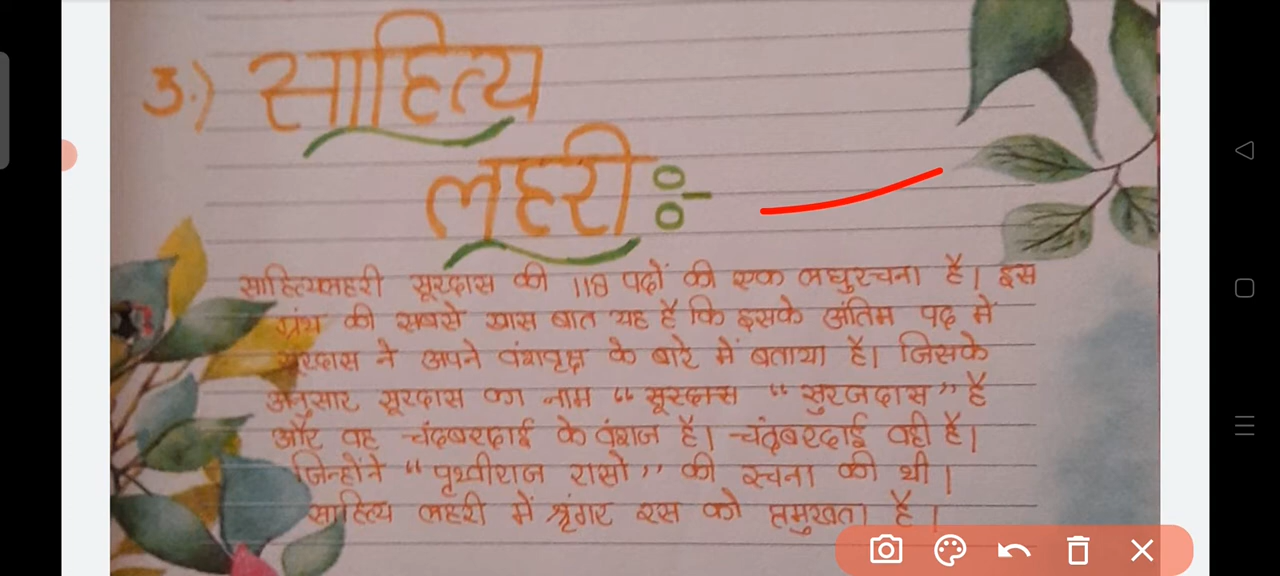 3.) साहित्य
लहरी :-
साहित्यलहरी सूरदास की 118 पदों की एक लघुरचना है। इस
ग्रंथ की सबसे खास बात यह है कि इसके अंतिम पद में
सूरदास ने अपने वंशवृक्ष के बारे में बताया है। जिसके
अनुसार सूरदास का नाम “ सूरदास “ सुरजदास ” है
और वह चंदबरदाई के वंशज है। चंद्रबरदाई वही है।
जिन्होंने “ पृथ्वीराज रासो ” की रचना की थी।
साहित्य लहरी में श्रृंगार रस को प्रमुखता है।